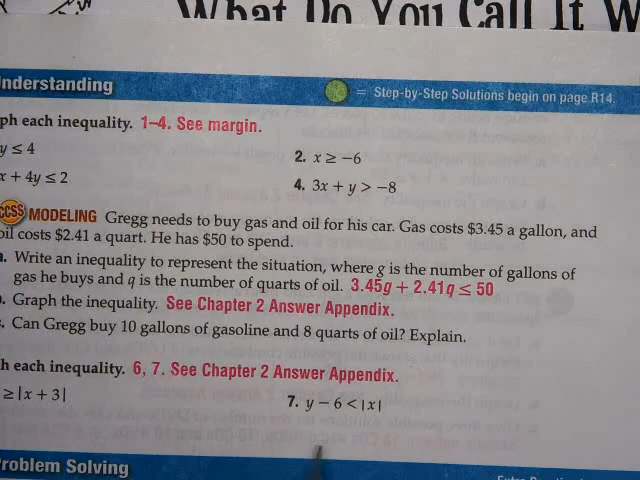 What Do You Call It W
nderstanding
= Step-by-Step Solutions begin on page R14.
ph each inequality. 1–4. See margin.
y ≤ 4
2. x ≥ −6
x + 4y ≤ 2
4. 3x + y > −8
CCSS MODELING Gregg needs to buy gas and oil for his car. Gas costs $3.45 a gallon, and
oil costs $2.41 a quart. He has $50 to spend.
. Write an inequality to represent the situation, where g is the number of gallons of
gas he buys and q is the number of quarts of oil. 3.45g + 2.41q ≤ 50
. Graph the inequality. See Chapter 2 Answer Appendix.
. Can Gregg buy 10 gallons of gasoline and 8 quarts of oil? Explain.
h each inequality. 6, 7. See Chapter 2 Answer Appendix.
≥ |x + 3|
7. y − 6 < |x|
roblem Solving